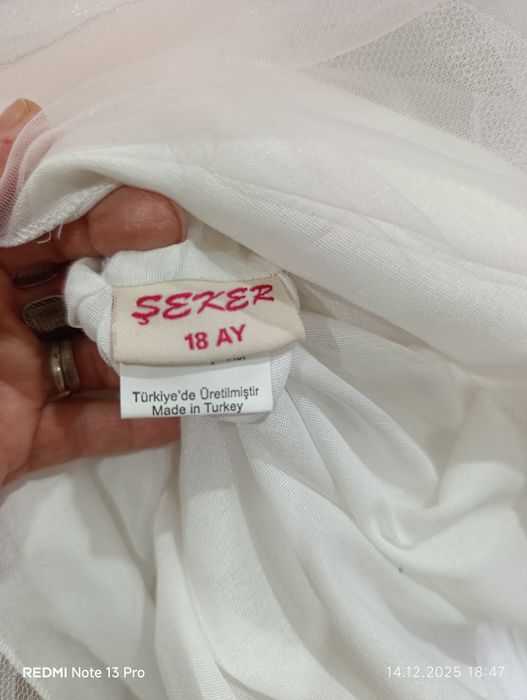 ŞEKER
18 AY
Türkiye'de Üretilmiştir
Made in Turkey
REDMI Note 13 Pro
14.12.2025 18:47